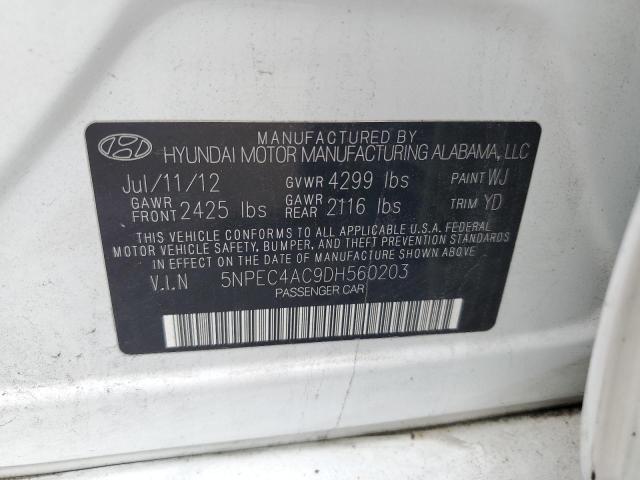 MANUFACTURED BY
HYUNDAI MOTOR MANUFACTURING ALABAMA, LLC
Jul/11/12 GVWR 4299 lbs PAINT WJ
GAWR FRONT 2425 lbs GAWR REAR 2116 lbs TRIM YD
THIS VEHICLE CONFORMS TO ALL APPLICABLE U.S.A. FEDERAL
MOTOR VEHICLE SAFETY, BUMPER, AND THEFT PREVENTION STANDARDS
IN EFFECT ON THE DATE OF MANUFACTURE SHOWN ABOVE
V.I.N 5NPEC4AC9DH560203
PASSENGER CAR